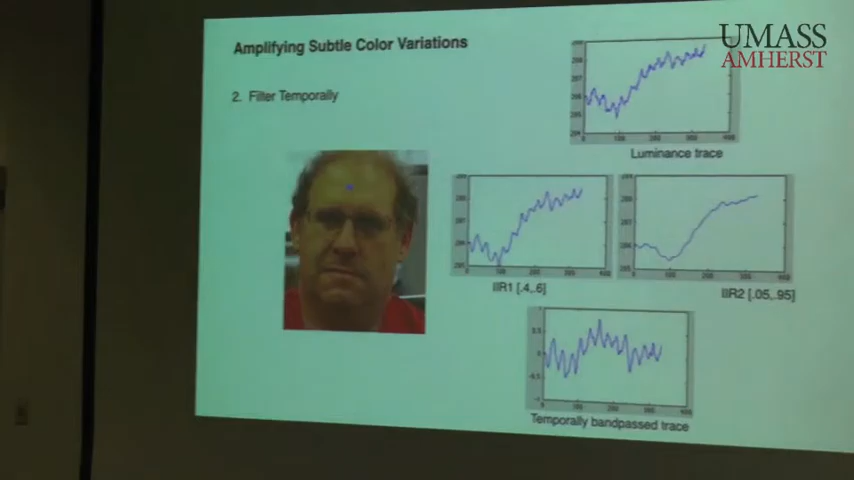 UMASS
AMHERST
Amplifying Subtle Color Variations
2. Filter Temporally
Luminance trace
IIR1 [.4,.6]
IIR2 [.05,.95]
Temporally bandpassed trace